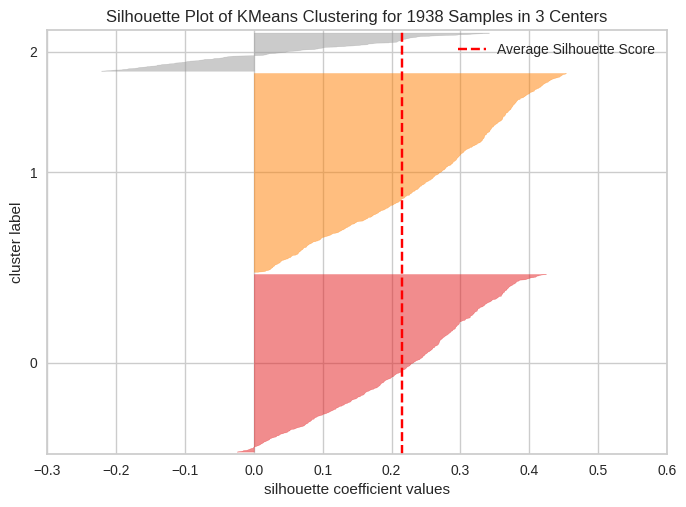 Silhouette Plot of KMeans Clustering for 1938 Samples in 3 Centers
Average Silhouette Score
2
1
0
cluster label
−0.3 −0.2 −0.1 0.0 0.1 0.2 0.3 0.4 0.5 0.6
silhouette coefficient values